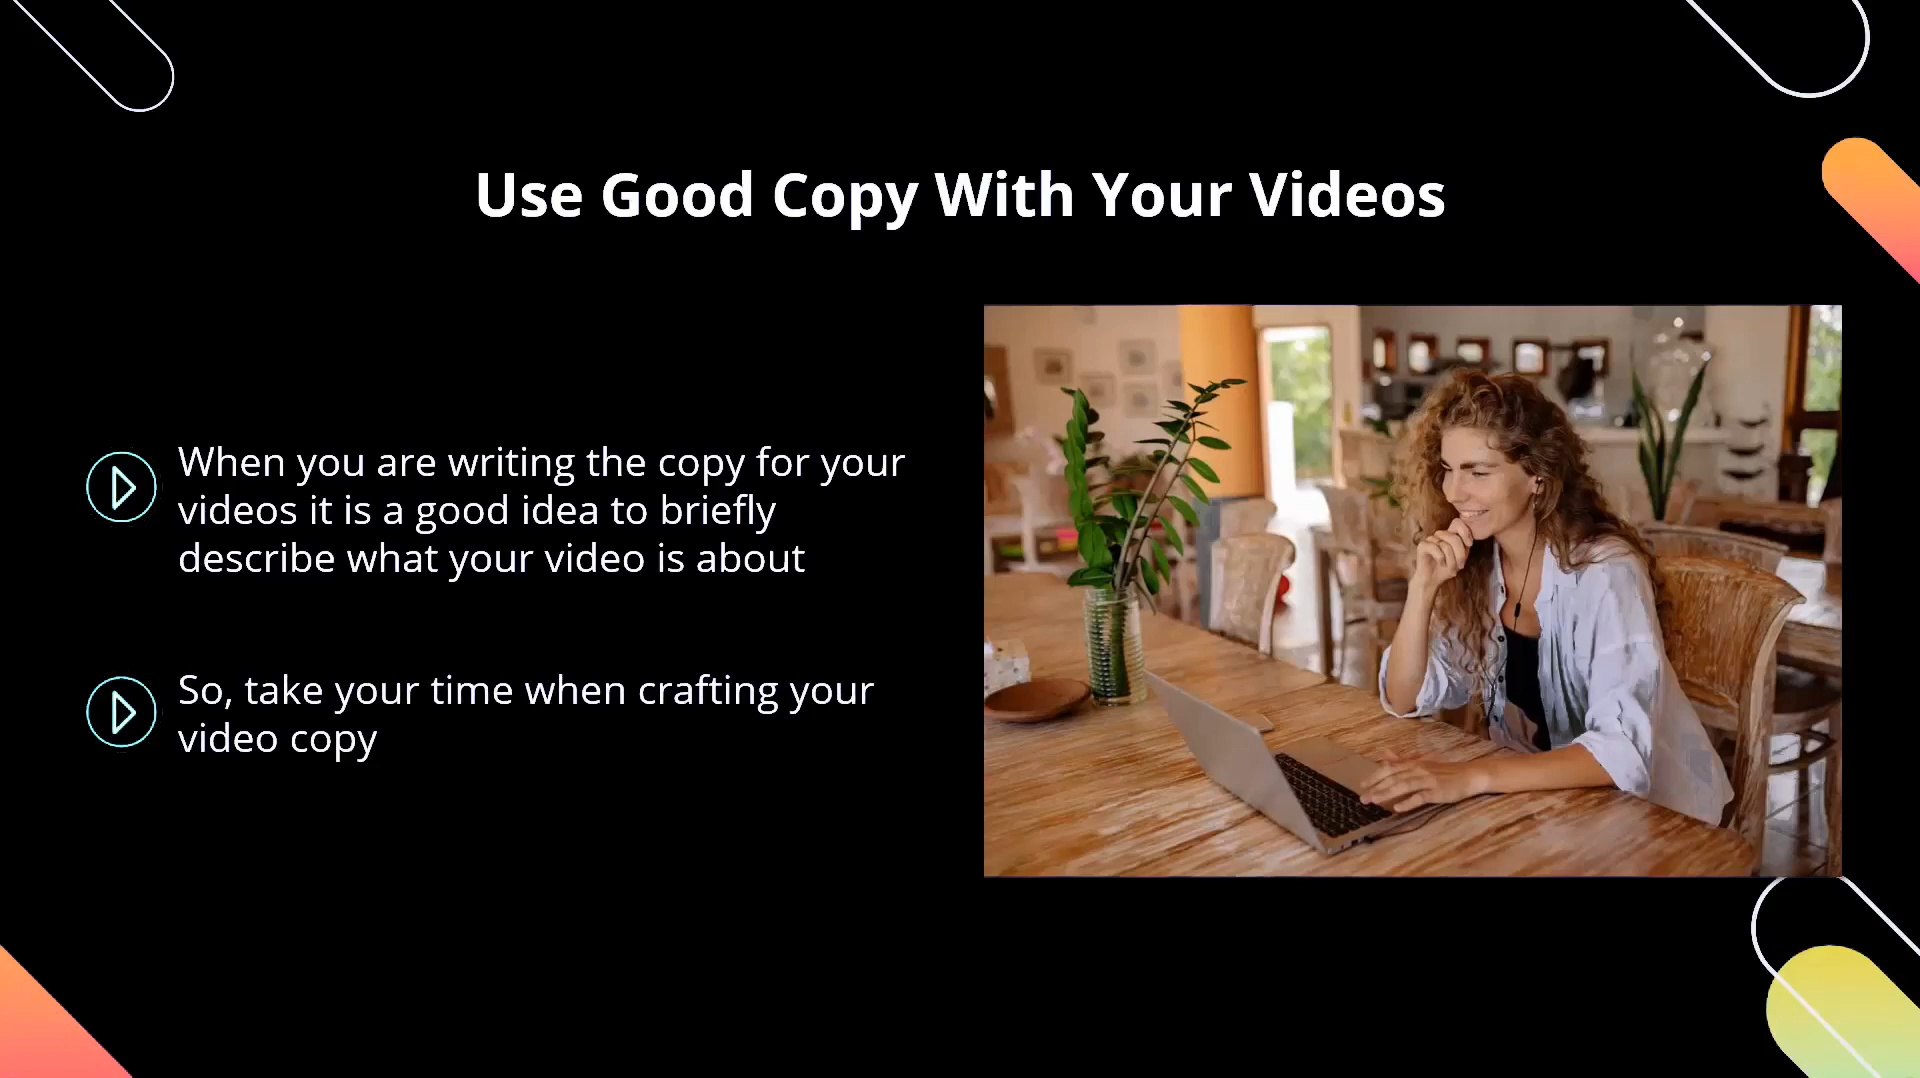 Use Good Copy With Your Videos
When you are writing the copy for your
videos it is a good idea to briefly
describe what your video is about
So, take your time when crafting your
video copy